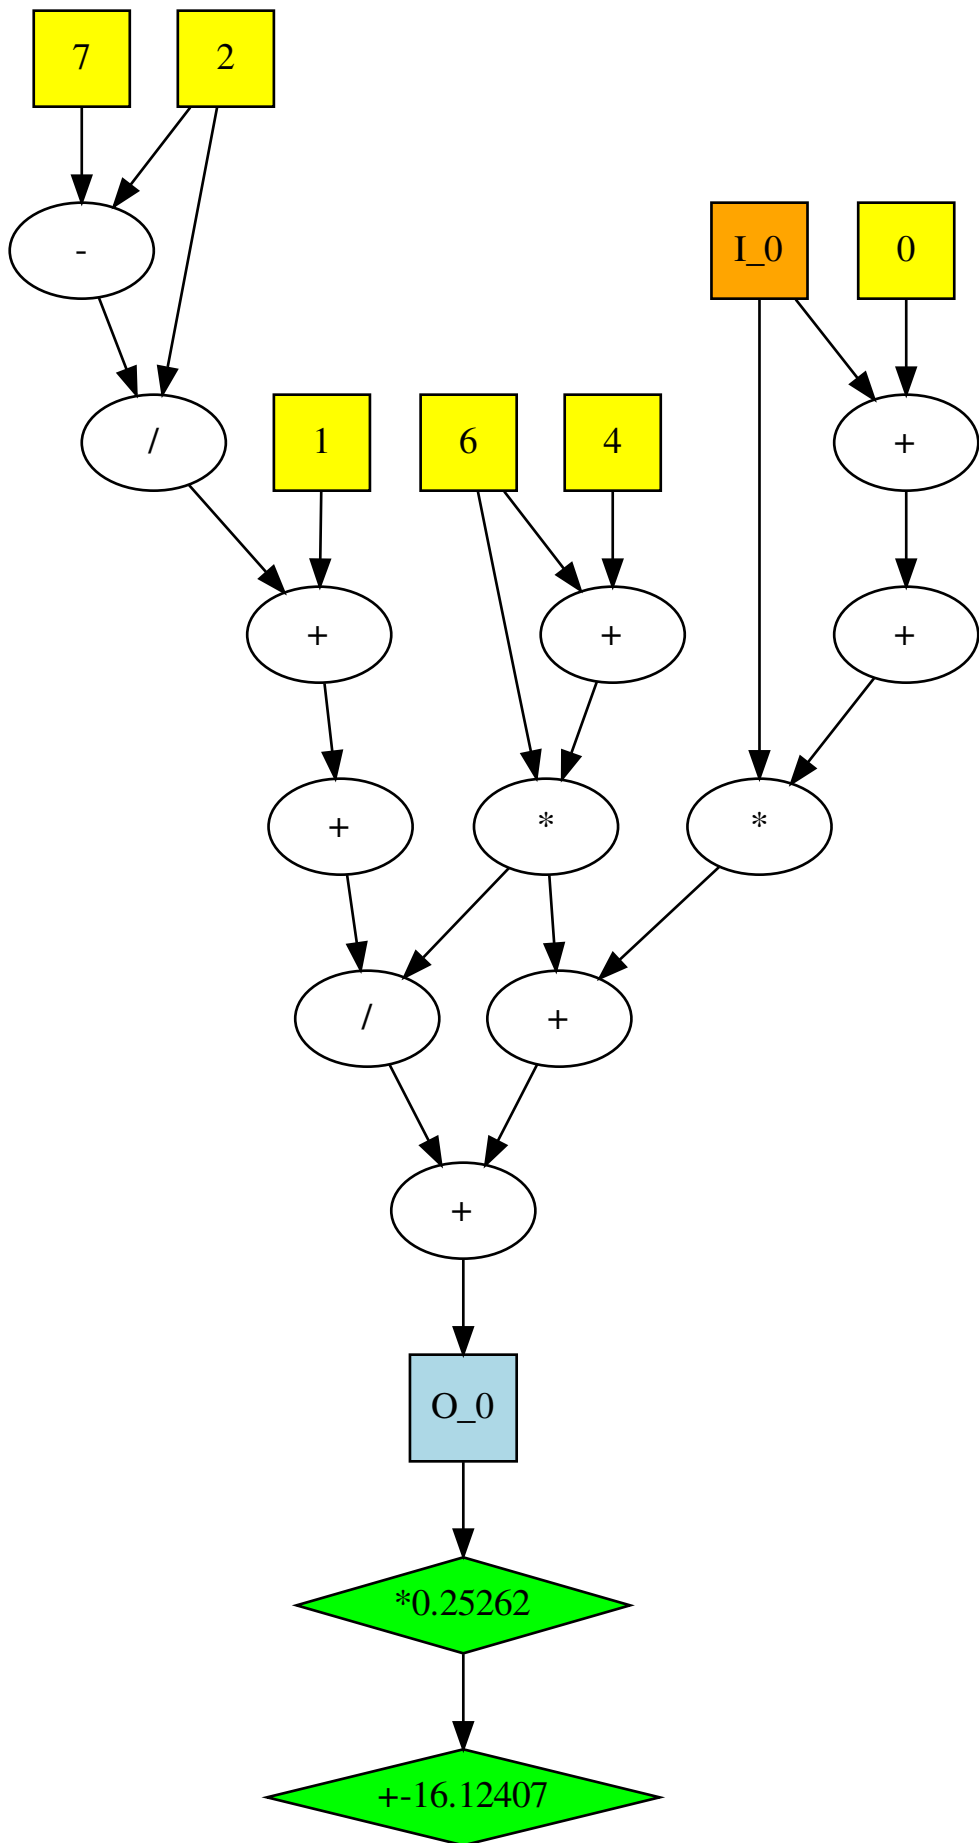 7 2
- I_0 0
/ 1 6 4 +
+ + +
+ * *
/ +
+
O_0
*0.25262
+-16.12407